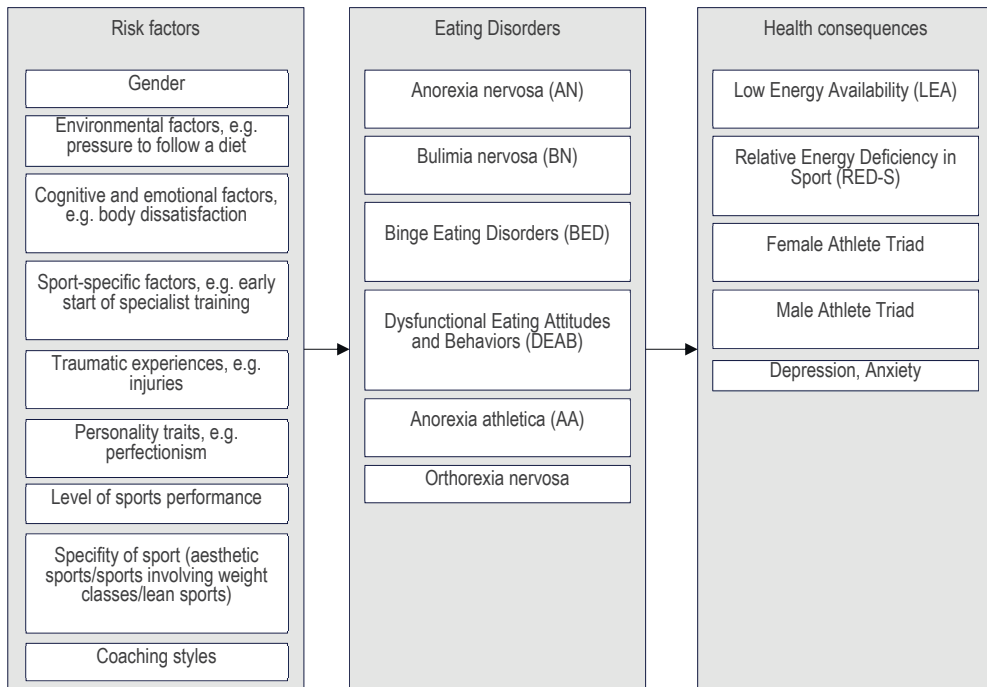 Risk factors
Gender
Environmental factors, e.g.
pressure to follow a diet
Cognitive and emotional factors,
e.g. body dissatisfaction
Sport-specific factors, e.g. early
start of specialist training
Traumatic experiences, e.g.
injuries
Personality traits, e.g.
perfectionism
Level of sports performance
Specifity of sport (aesthetic
sports/sports involving weight
classes/lean sports)
Coaching styles
Eating Disorders
Anorexia nervosa (AN)
Bulimia nervosa (BN)
Binge Eating Disorders (BED)
Dysfunctional Eating Attitudes
and Behaviors (DEAB)
Anorexia athletica (AA)
Orthorexia nervosa
Health consequences
Low Energy Availability (LEA)
Relative Energy Deficiency in
Sport (RED-S)
Female Athlete Triad
Male Athlete Triad
Depression, Anxiety